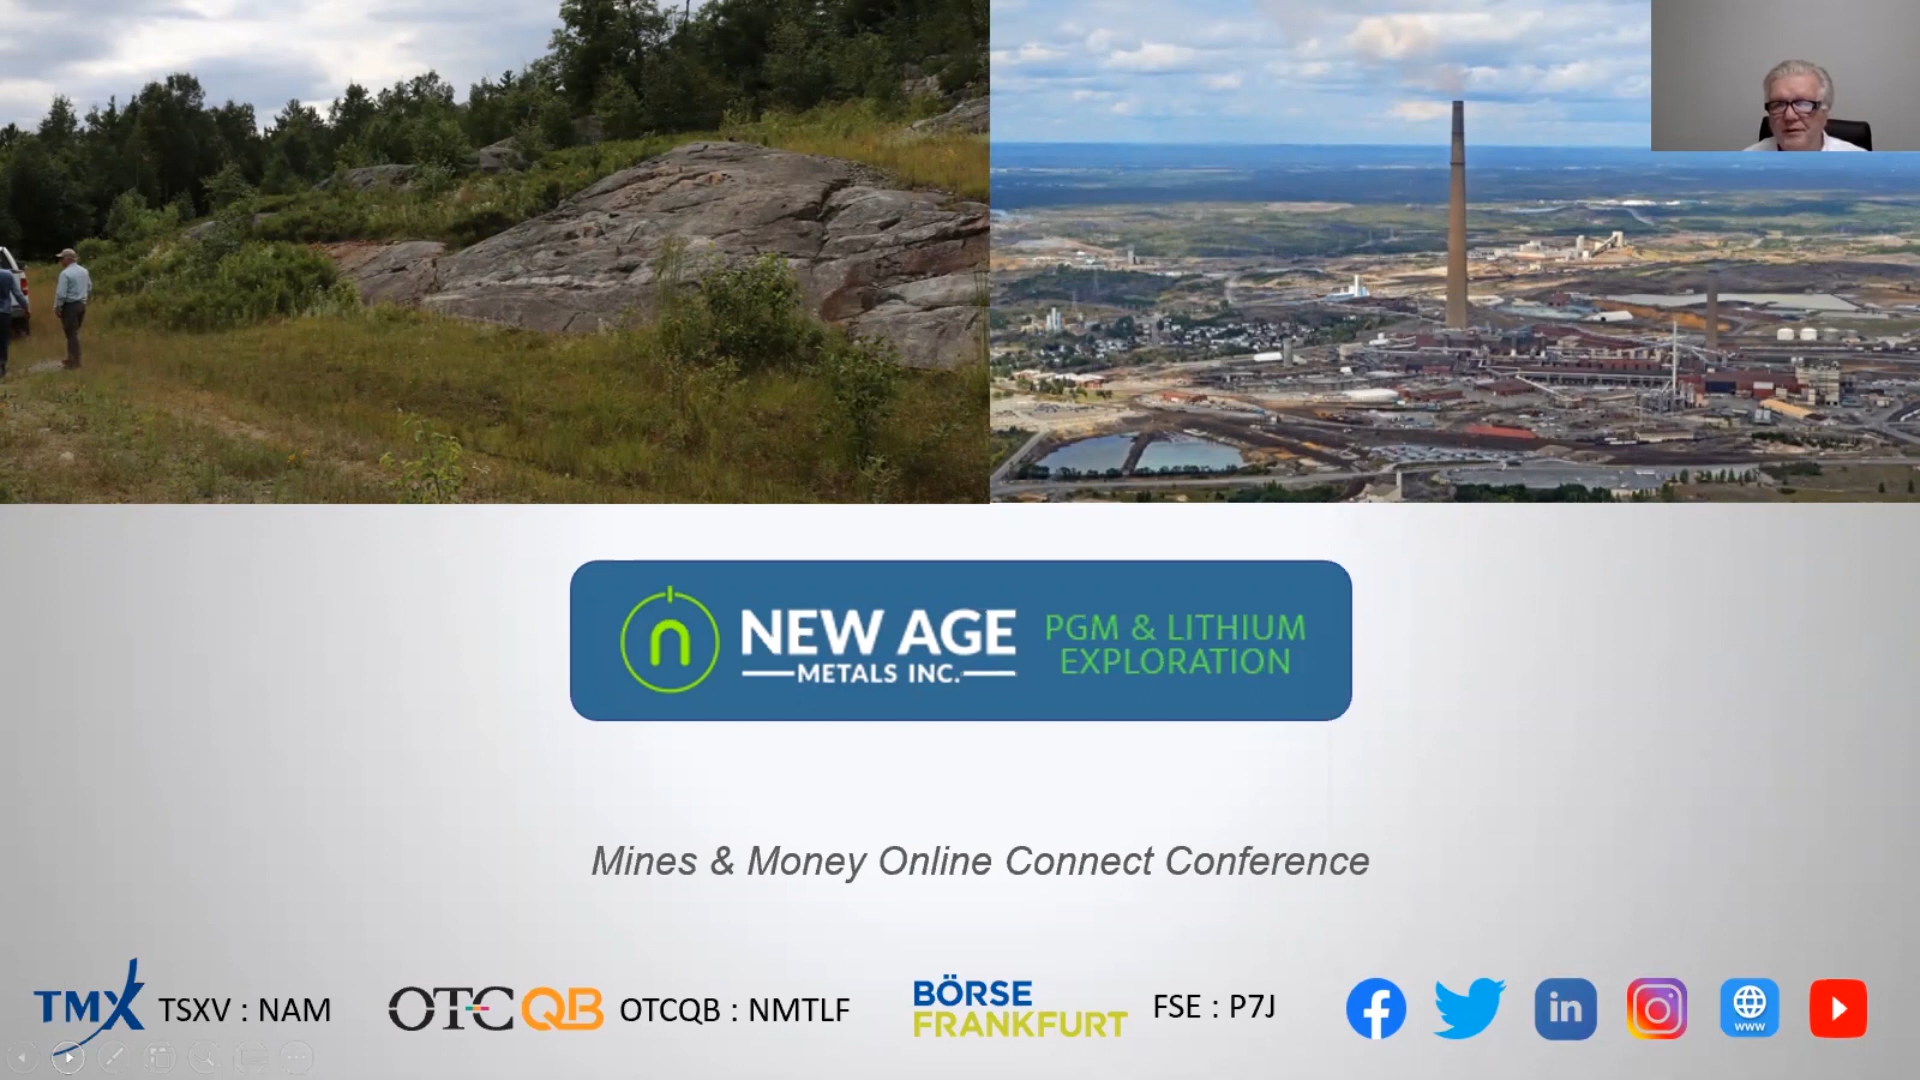 NEW AGE
METALS INC.
PGM & LITHIUM
EXPLORATION
Mines & Money Online Connect Conference
TMX TSXV : NAM
OTCQB OTCQB : NMTLF
BÖRSE
FRANKFURT
FSE : P7J
in
www